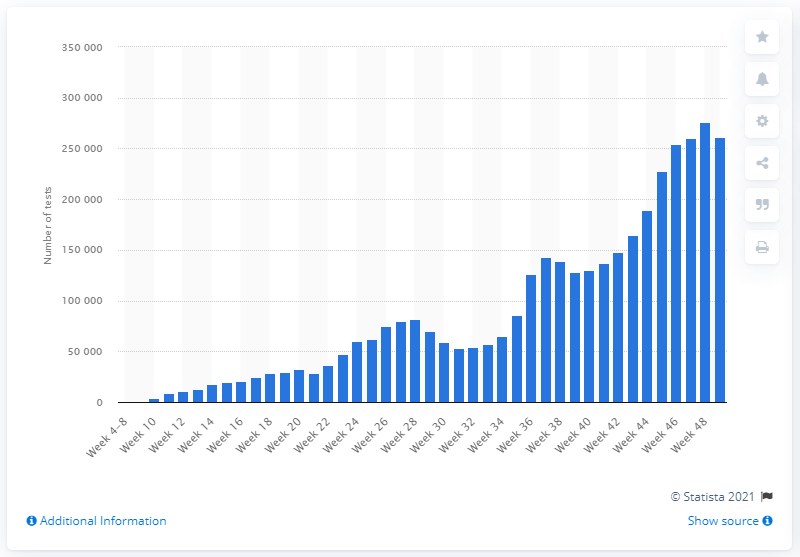 350 000
300 000
250 000
200 000
150 000
100 000
50 000
0
Number of tests
Week 4-8
Week 10
Week 12
Week 14
Week 16
Week 18
Week 20
Week 22
Week 24
Week 26
Week 28
Week 30
Week 32
Week 34
Week 36
Week 38
Week 40
Week 42
Week 44
Week 46
Week 48
© Statista 2021
Additional Information
Show source